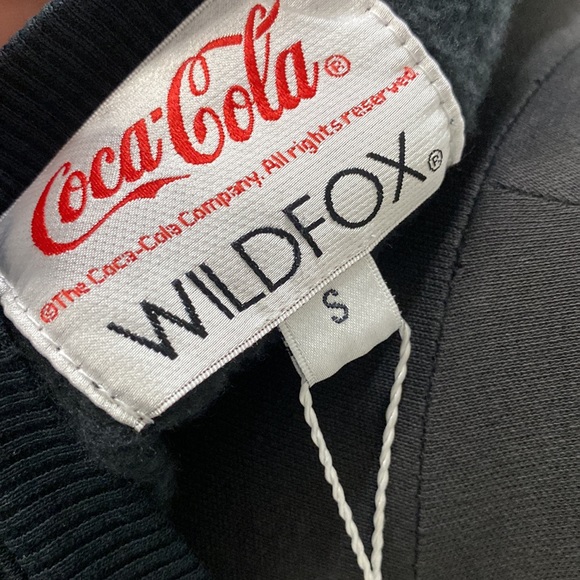 Coca-Cola®
©The Coca-Cola Company. All rights reserved.
WILDFOX®
S